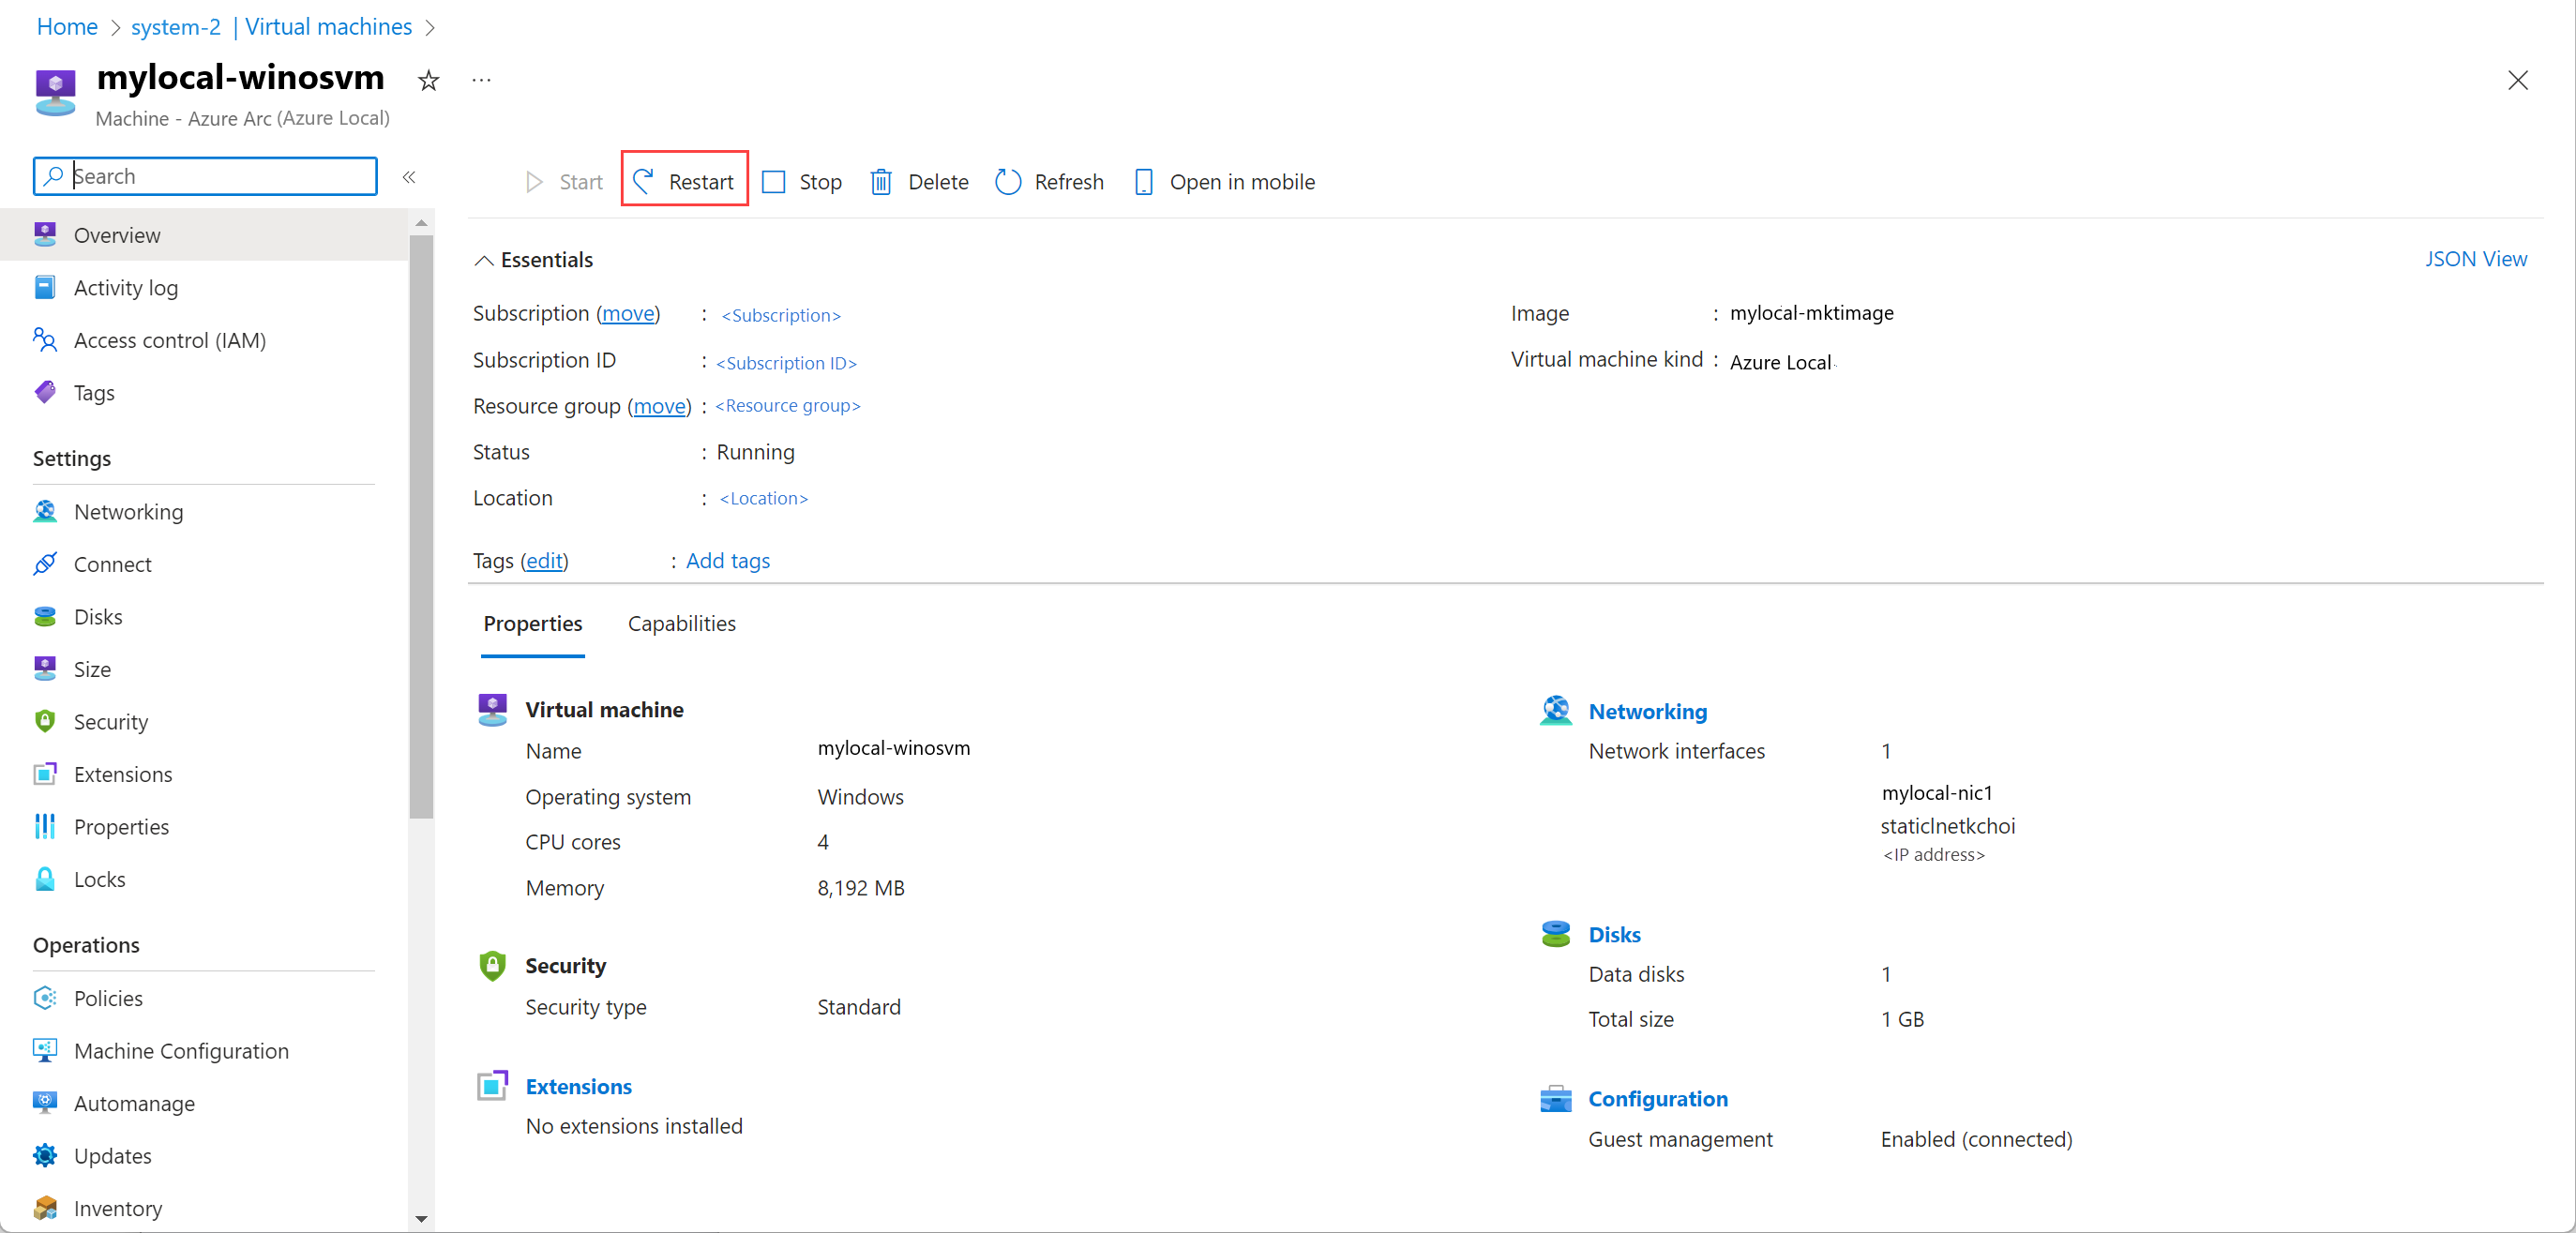 Home > system-2 | Virtual machines >
mylocal-winosvm
Machine - Azure Arc (Azure Local)
Search
Start
Restart
Stop
Delete
Refresh
Open in mobile
Overview
Activity log
Access control (IAM)
Tags
Settings
Networking
Connect
Disks
Size
Security
Extensions
Properties
Locks
Operations
Policies
Machine Configuration
Automanage
Updates
Inventory
Essentials
JSON View
Subscription (move) : <Subscription>
Subscription ID : <Subscription ID>
Resource group (move) : <Resource group>
Status : Running
Location : <Location>
Image : mylocal-mktimage
Virtual machine kind : Azure Local
Tags (edit) : Add tags
Properties
Capabilities
Virtual machine
Name mylocal-winosvm
Operating system Windows
CPU cores 4
Memory 8,192 MB
Security
Security type Standard
Extensions
No extensions installed
Networking
Network interfaces 1
mylocal-nic1
staticlnetkchoi
<IP address>
Disks
Data disks 1
Total size 1 GB
Configuration
Guest management Enabled (connected)